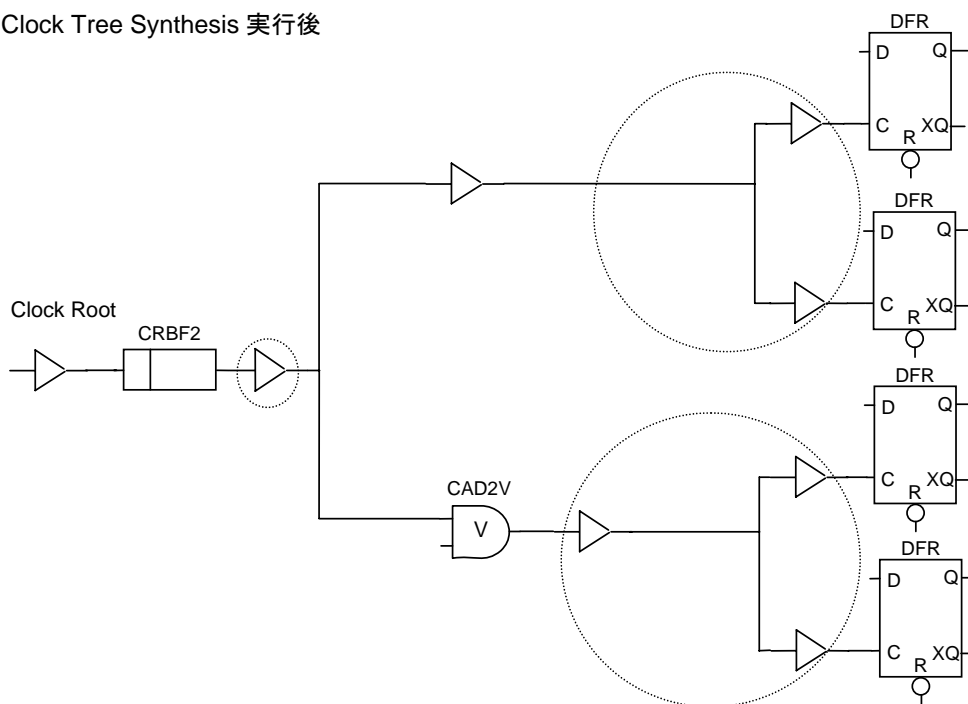 Clock Tree Synthesis 実行後
DFR
D
Q
C
XQ
R
DFR
D
Q
C
XQ
R
Clock Root
CRBF2
DFR
D
Q
C
XQ
R
CAD2V
V
DFR
D
Q
C
XQ
R